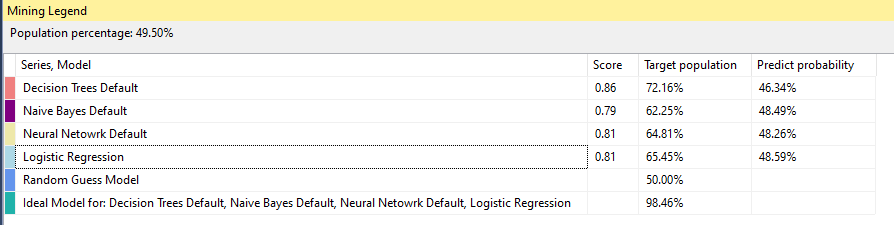 Mining Legend
Population percentage: 49.50%
Series, Model Score Target population Predict probability
Decision Trees Default 0.86 72.16% 46.34%
Naive Bayes Default 0.79 62.25% 48.49%
Neural Netowrk Default 0.81 64.81% 48.26%
Logistic Regression 0.81 65.45% 48.59%
Random Guess Model 50.00%
Ideal Model for: Decision Trees Default, Naive Bayes Default, Neural Netowrk Default, Logistic Regression 98.46%